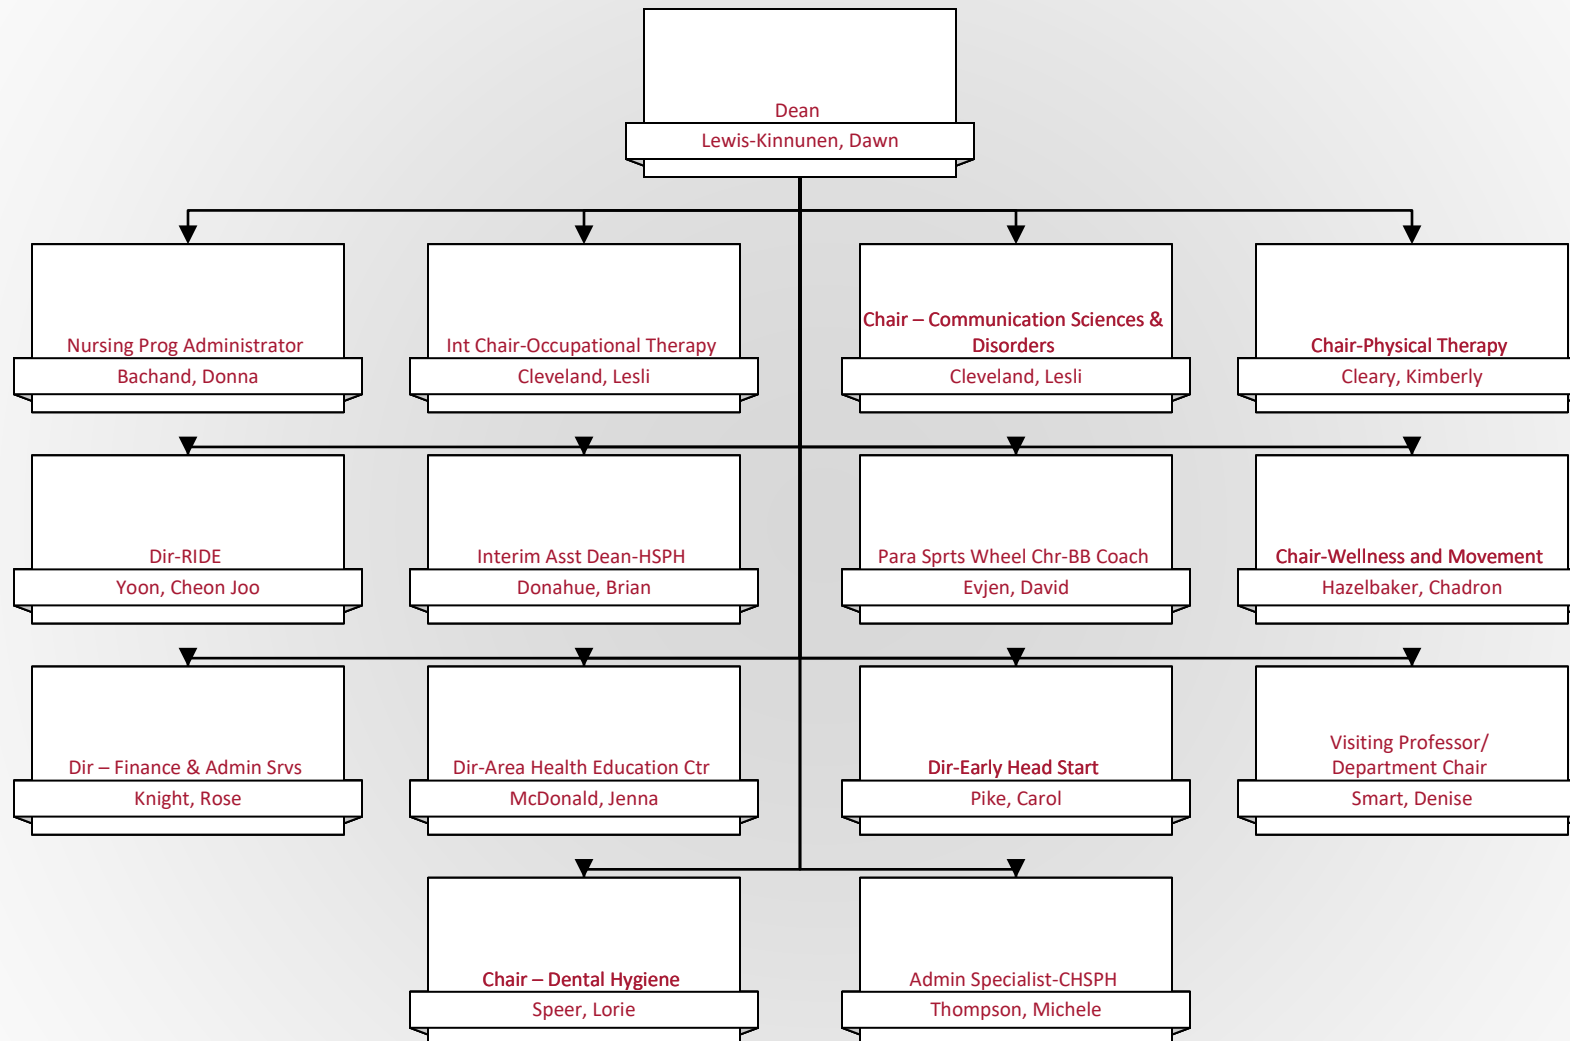 Dean
Lewis-Kinnunen, Dawn
Nursing Prog Administrator
Bachand, Donna
Int Chair-Occupational Therapy
Cleveland, Lesli
Chair – Communication Sciences &
Disorders
Cleveland, Lesli
Chair-Physical Therapy
Cleary, Kimberly
Dir-RIDE
Yoon, Cheon Joo
Interim Asst Dean-HSPH
Donahue, Brian
Para Sprts Wheel Chr-BB Coach
Evjen, David
Chair-Wellness and Movement
Hazelbaker, Chadron
Dir – Finance & Admin Srvs
Knight, Rose
Dir-Area Health Education Ctr
McDonald, Jenna
Dir-Early Head Start
Pike, Carol
Visiting Professor/
Department Chair
Smart, Denise
Chair – Dental Hygiene
Speer, Lorie
Admin Specialist-CHSPH
Thompson, Michele